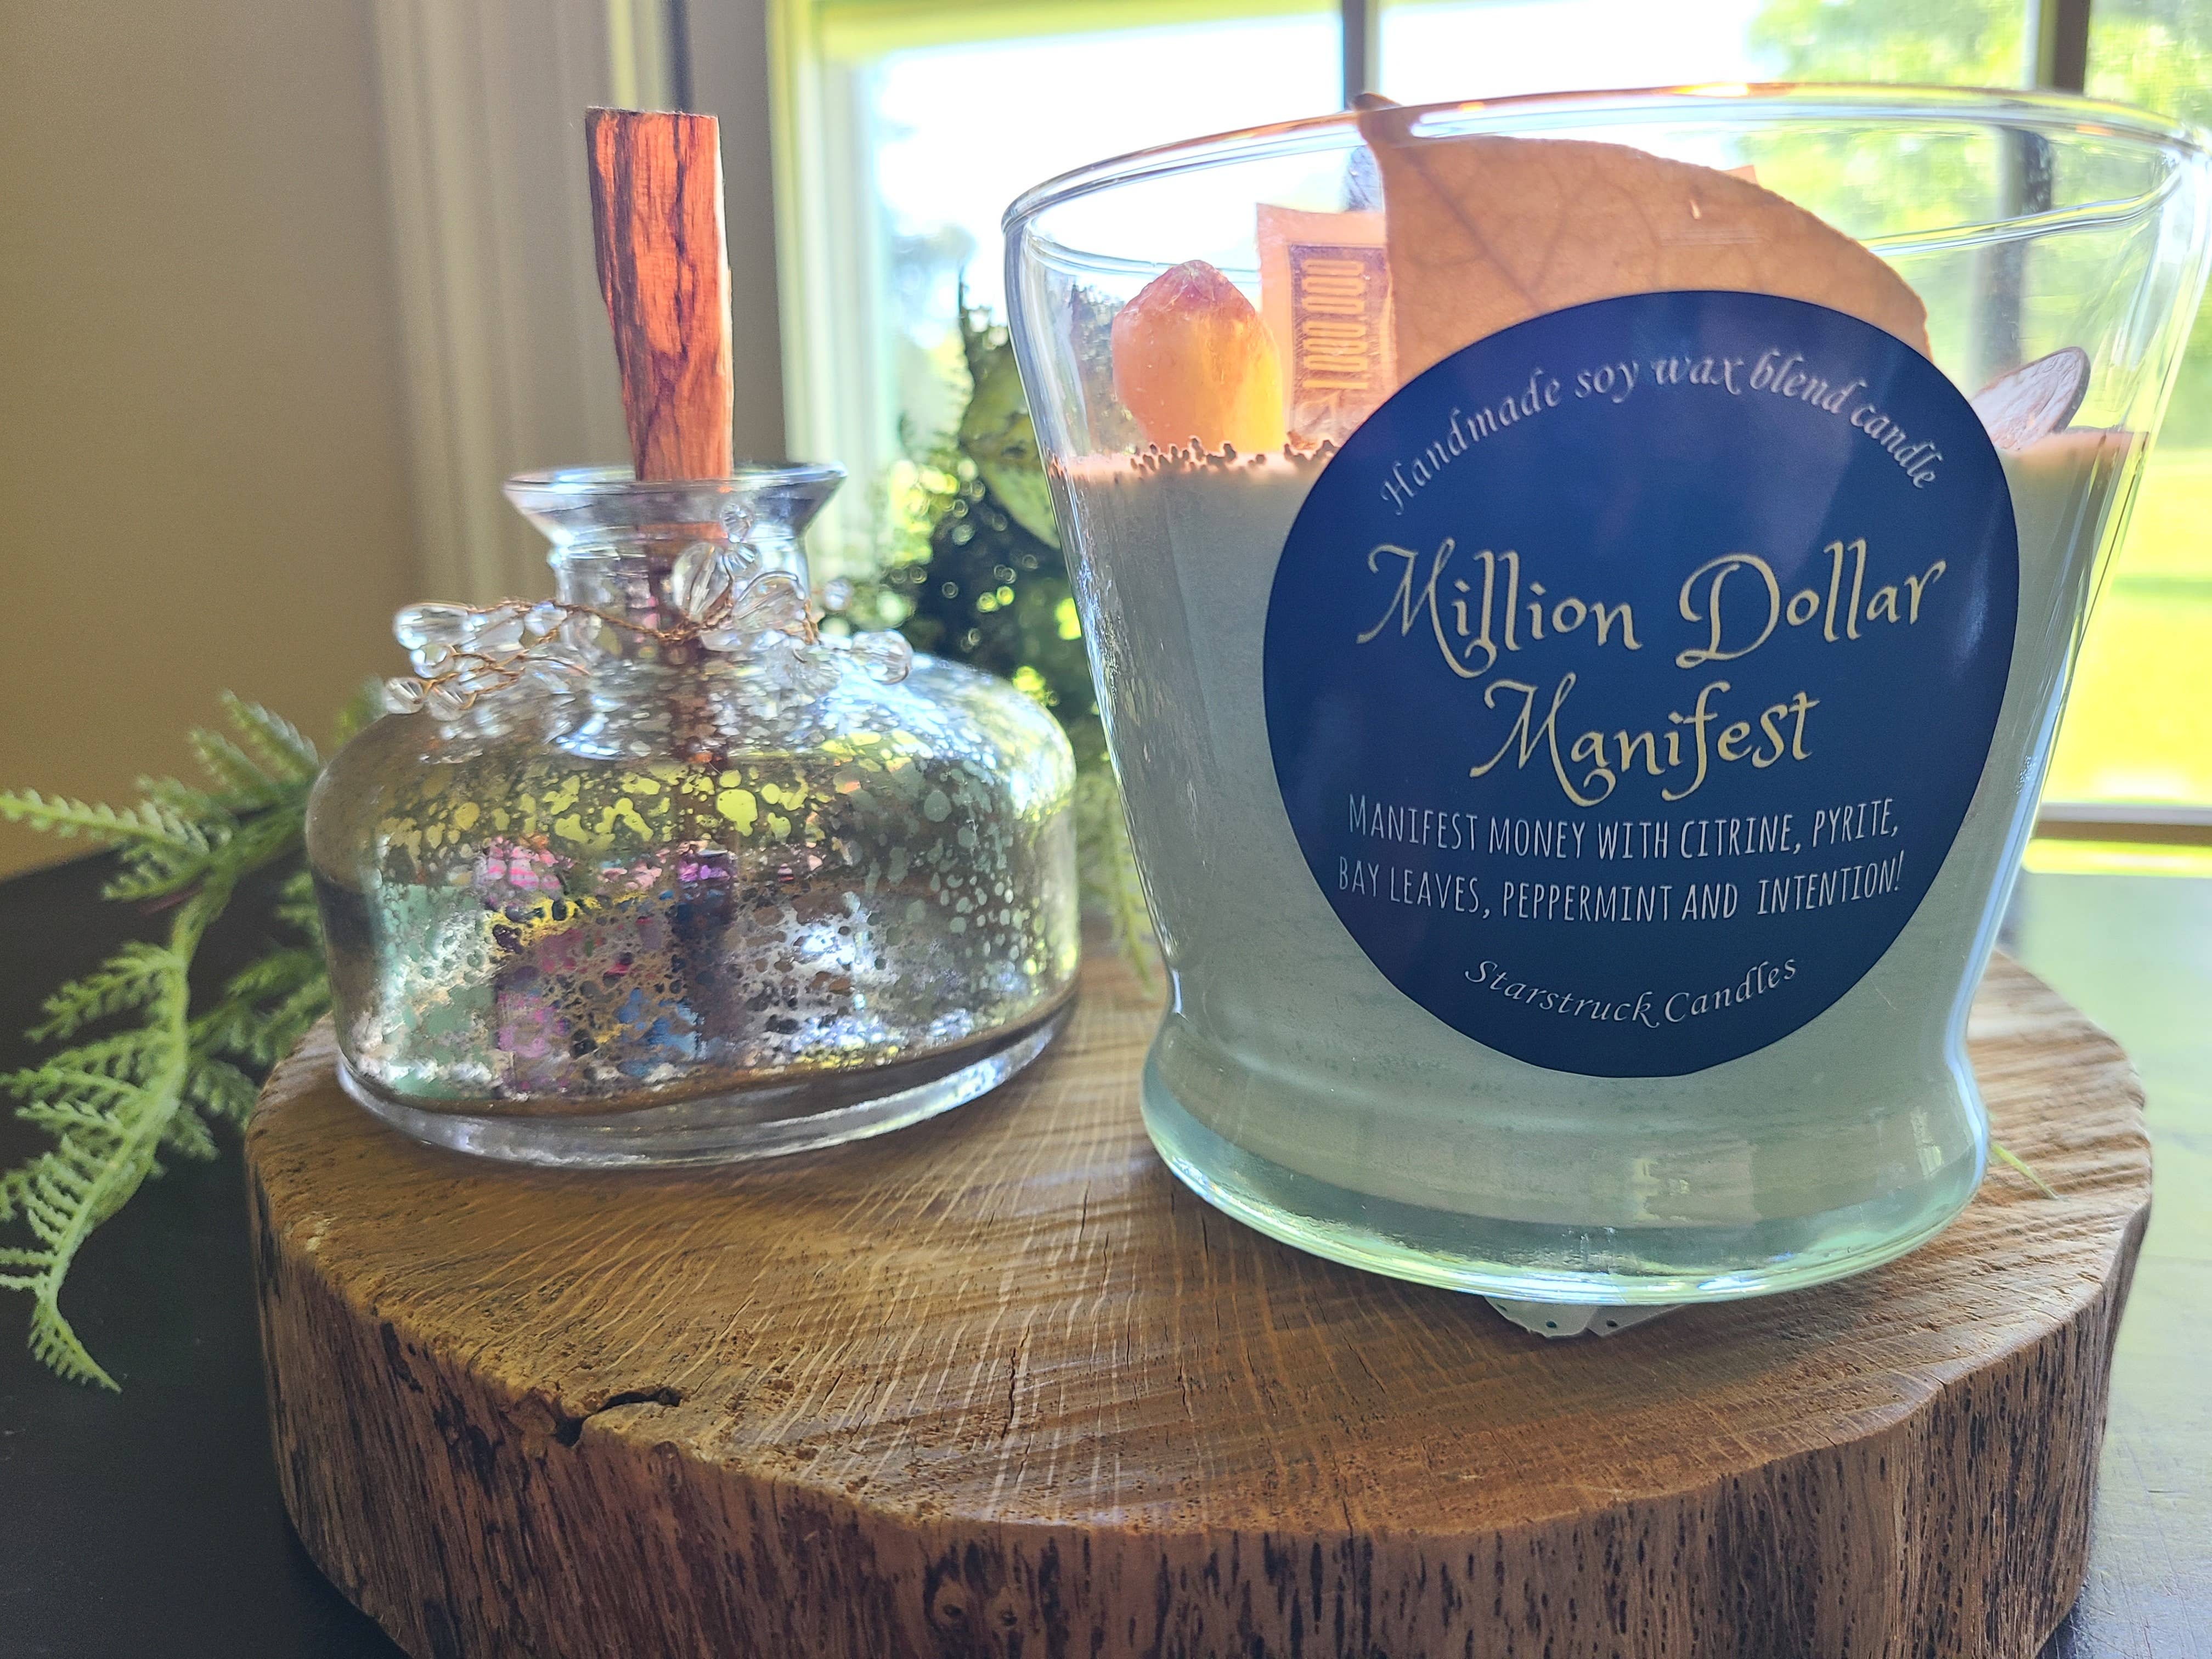 Handmade soy wax blend candle
Million Dollar
Manifest
MANIFEST MONEY WITH CITRINE, PYRITE,
BAY LEAVES, PEPPERMINT AND INTENTION!
Starstruck Candles